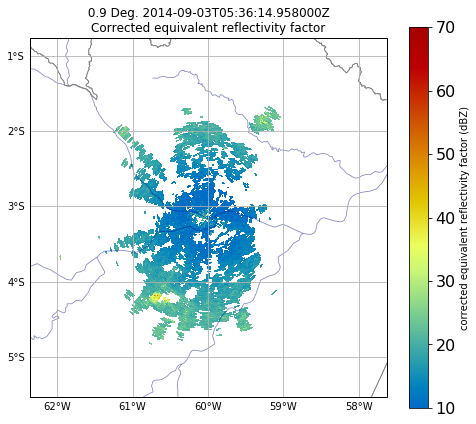 0.9 Deg. 2014-09-03T05:36:14.958000Z
Corrected equivalent reflectivity factor
1°S
2°S
3°S
4°S
5°S
62°W 61°W 60°W 59°W 58°W
70
60
50
40
30
20
10
corrected equivalent reflectivity factor (dBZ)